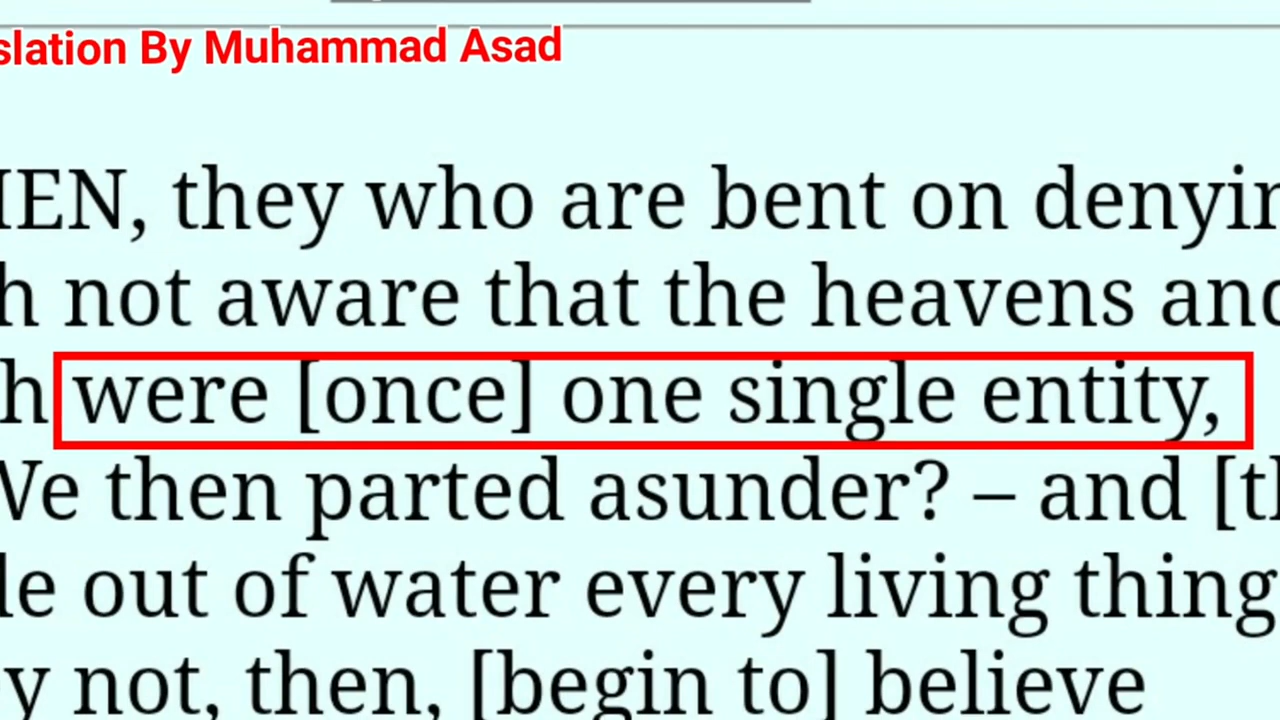 slation By Muhammad Asad
IEN, they who are bent on denyin
h not aware that the heavens and
h were [once] one single entity,
We then parted asunder? – and [th
le out of water every living thing
y not, then, [begin to] believe